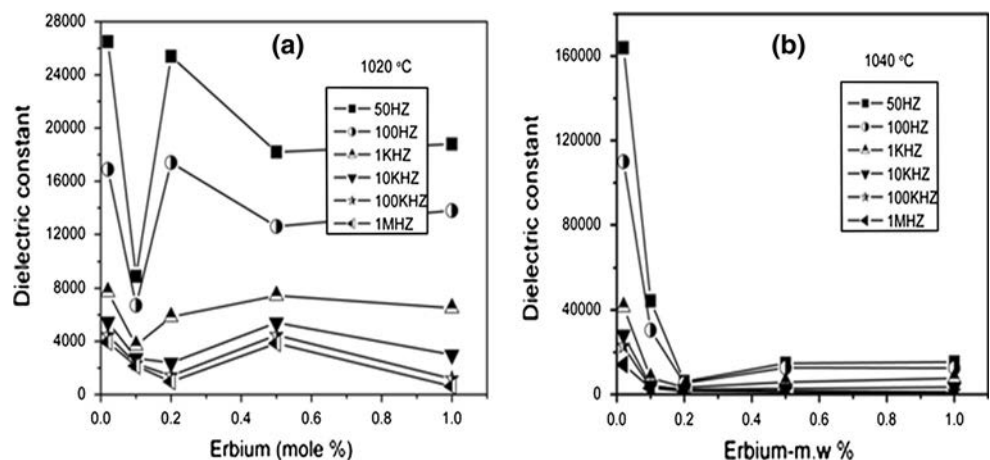 28000
24000
20000
16000
12000
8000
4000
0
Dielectric constant
(a)
1020 °C
50HZ
100HZ
1KHZ
10KHZ
100KHZ
1MHZ
0.0 0.2 0.4 0.6 0.8 1.0
Erbium (mole %)
160000
120000
80000
40000
0
Dielectric constant
(b)
1040 °C
50HZ
100HZ
1KHZ
10KHZ
100KHZ
1MHZ
0.0 0.2 0.4 0.6 0.8 1.0
Erbium-m.w %